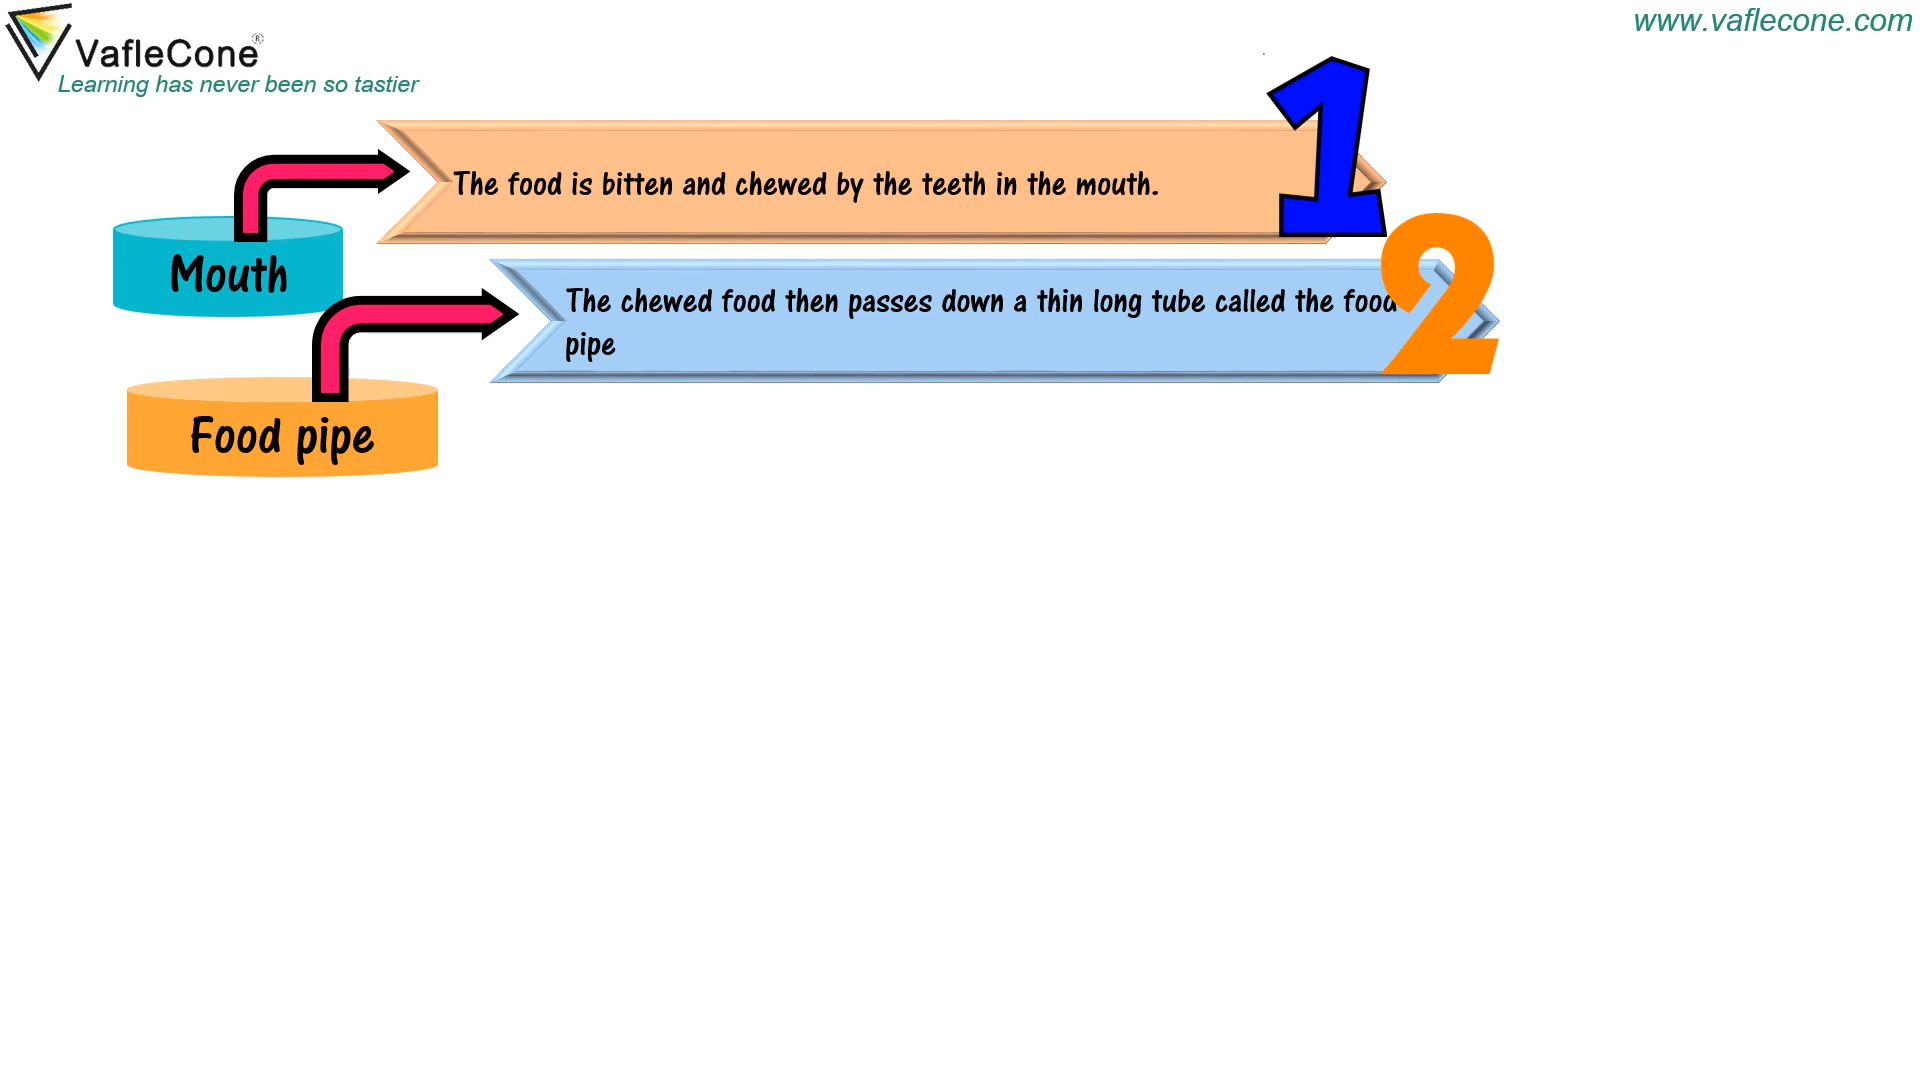 VafleCone®
Learning has never been so tastier
www.vaflecone.com
1
The food is bitten and chewed by the teeth in the mouth.
Mouth
2
The chewed food then passes down a thin long tube called the food
pipe
Food pipe